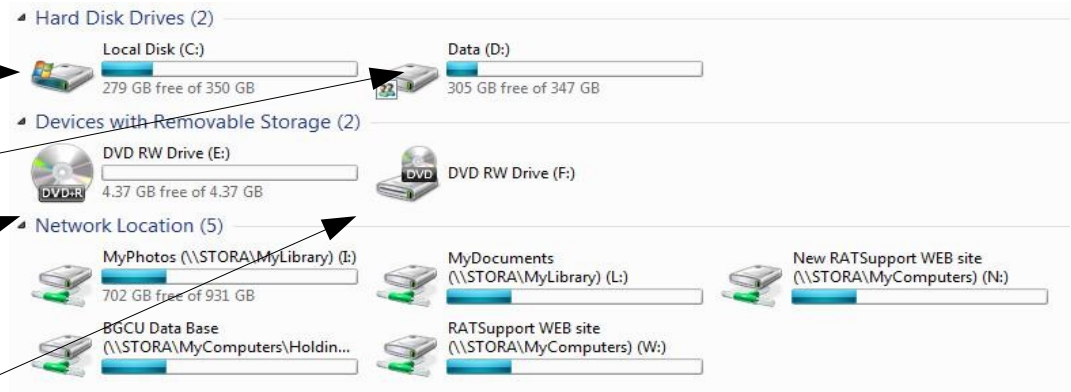 Hard Disk Drives (2)
Local Disk (C:)
279 GB free of 350 GB
Data (D:)
305 GB free of 347 GB
Devices with Removable Storage (2)
DVD RW Drive (E:)
DVD+R
4.37 GB free of 4.37 GB
DVD
DVD RW Drive (F:)
Network Location (5)
MyPhotos (\\STORA\MyLibrary) (I:)
702 GB free of 931 GB
MyDocuments
(\\STORA\MyLibrary) (L:)
New RATSupport WEB site
(\\STORA\MyComputers) (N:)
BGCU Data Base
(\\STORA\MyComputers\Holdin...
RATSupport WEB site
(\\STORA\MyComputers) (W:)